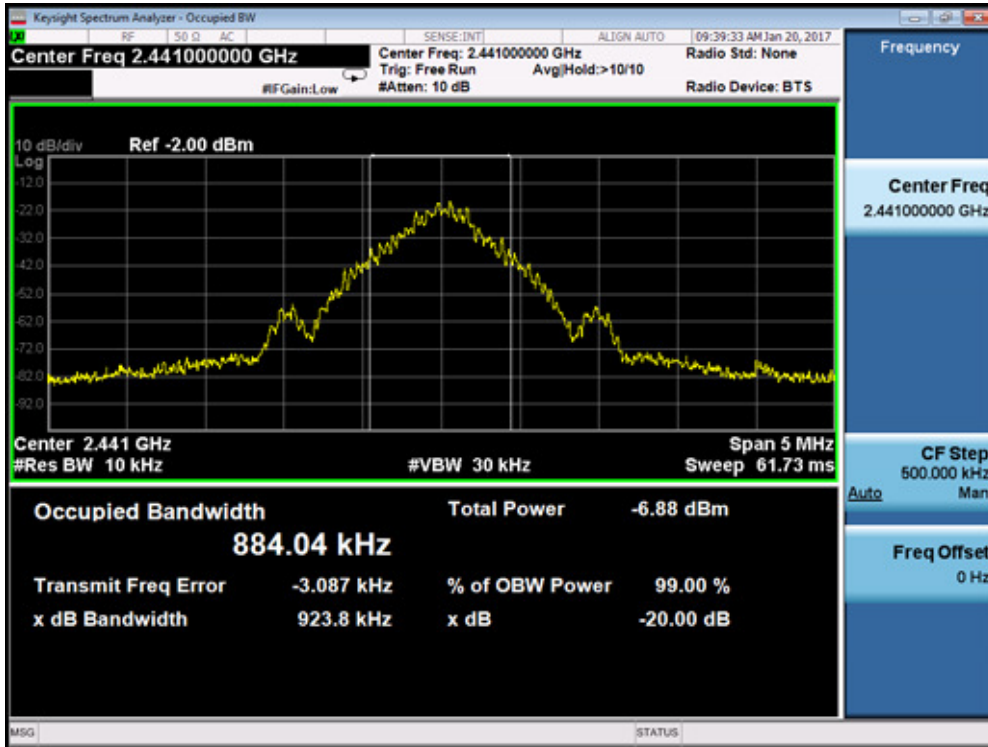 Keysight Spectrum Analyzer - Occupied BW
RF 50 Ω AC SENSE:INT ALIGN AUTO 09:39:33 AM Jan 20, 2017
Center Freq 2.441000000 GHz
Center Freq: 2.441000000 GHz
Radio Std: None
Trig: Free Run Avg|Hold:>10/10
#IFGain:Low
#Atten: 10 dB
Radio Device: BTS
10 dB/div Ref -2.00 dBm
Log
-12.0
-22.0
-32.0
-42.0
-52.0
-62.0
-72.0
-82.0
-92.0
Center 2.441 GHz Span 5 MHz
#Res BW 10 kHz #VBW 30 kHz Sweep 61.73 ms
Occupied Bandwidth Total Power -6.88 dBm
884.04 kHz
Transmit Freq Error -3.087 kHz % of OBW Power 99.00 %
x dB Bandwidth 923.8 kHz x dB -20.00 dB
MSG STATUS
Frequency
Center Freq
2.441000000 GHz
CF Step
500.000 kHz
Auto Man
Freq Offset
0 Hz